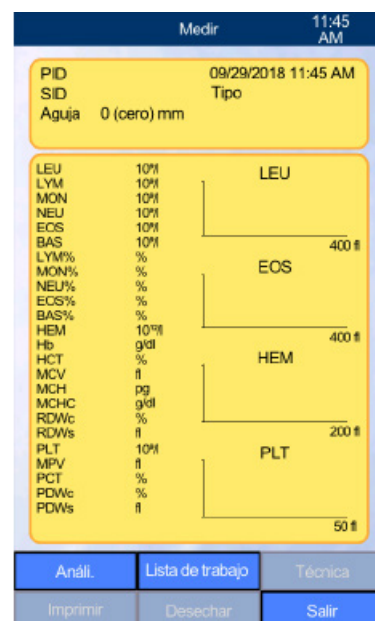 Medir 11:45 AM
PID 09/29/2018 11:45 AM
SID Tipo
Aguja 0 (cero) mm
LEU 10⁹/l
LYM 10⁹/l
MON 10⁹/l
NEU 10⁹/l
EOS 10⁹/l
BAS 10⁹/l
LYM% %
MON% %
NEU% %
EOS% %
BAS% %
HEM 10¹²/l
Hb g/dl
HCT %
MCV fl
MCH pg
MCHC g/dl
RDWc %
RDWs fl
PLT 10⁹/l
MPV fl
PCT %
PDWc %
PDWs fl
LEU
400 fl
EOS
400 fl
HEM
200 fl
PLT
50 fl
Análi. Lista de trabajo Técnica
Imprimir Desechar Salir